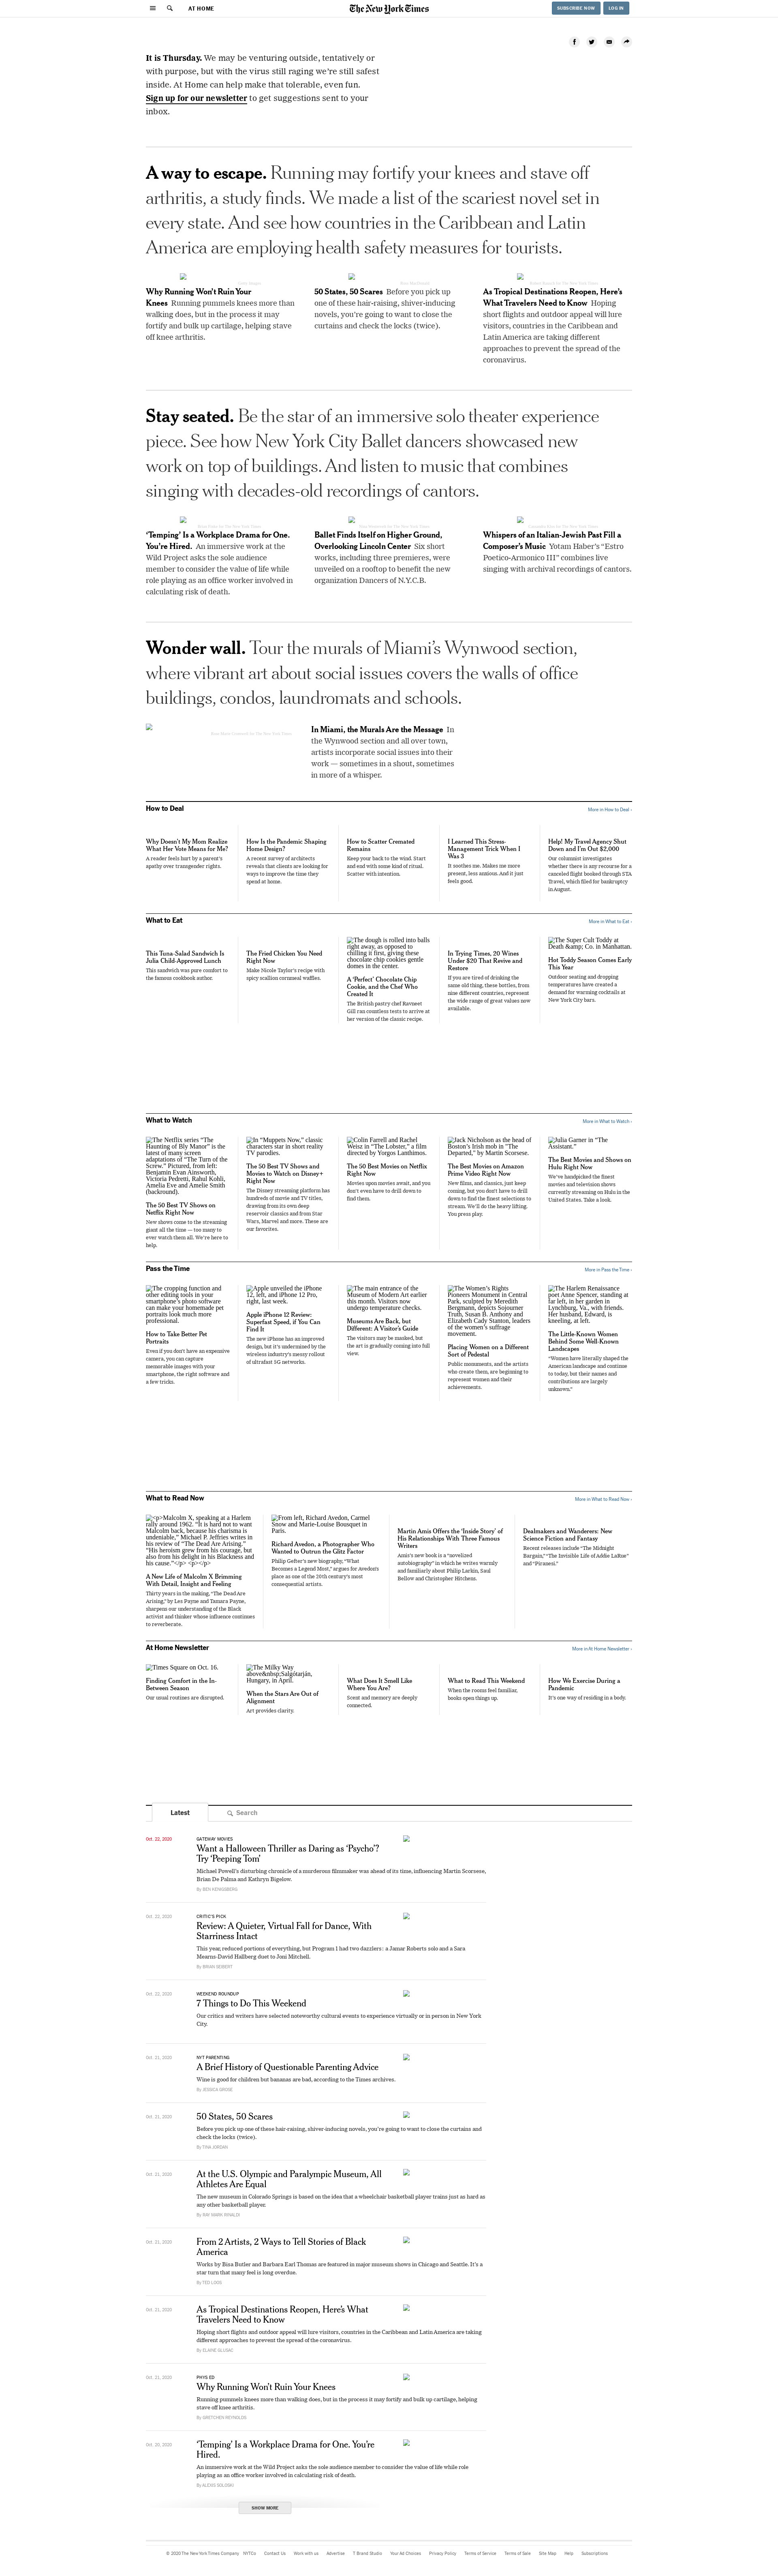 AT HOME
The New York Times
SUBSCRIBE NOW
LOG IN
It is Thursday. We may be venturing outside, tentatively or
with purpose, but with the virus still raging we're still safest
inside. At Home can help make that tolerable, even fun.
Sign up for our newsletter to get suggestions sent to your
inbox.
A way to escape. Running may fortify your knees and stave off
arthritis, a study finds. We made a list of the scariest novel set in
every state. And see how countries in the Caribbean and Latin
America are employing health safety measures for tourists.
Why Running Won't Ruin Your
Knees Running pummels knees more than
walking does, but in the process it may
fortify and bulk up cartilage, helping stave
off knee arthritis.
50 States, 50 Scares Before you pick up
one of these hair-raising, shiver-inducing
novels, you're going to want to close the
curtains and check the locks (twice).
As Tropical Destinations Reopen, Here's
What Travelers Need to Know Hoping
short flights and outdoor appeal will lure
visitors, countries in the Caribbean and
Latin America are taking different
approaches to prevent the spread of the
coronavirus.
Stay seated. Be the star of an immersive solo theater experience
piece. See how New York City Ballet dancers showcased new
work on top of buildings. And listen to music that combines
singing with decades-old recordings of cantors.
'Temping' Is a Workplace Drama for One.
You're Hired. An immersive work at the
Wild Project asks the sole audience
member to consider the value of life while
role playing as an office worker involved in
calculating risk of death.
Ballet Finds Itself on Higher Ground,
Overlooking Lincoln Center Six short
works, including three premieres, were
unveiled on a rooftop to benefit the new
organization Dancers of N.Y.C.B.
Whispers of an Italian-Jewish Past Fill a
Composer's Music Yotam Haber's “Estro
Poetico-Armonico III” combines live
singing with archival recordings of cantors.
Wonder wall. Tour the murals of Miami's Wynwood section,
where vibrant art about social issues covers the walls of office
buildings, condos, laundromats and schools.
In Miami, the Murals Are the Message In
the Wynwood section and all over town,
artists incorporate social issues into their
work — sometimes in a shout, sometimes
in more of a whisper.
How to Deal
More in How to Deal ›
Why Doesn't My Mom Realize
What Her Vote Means for Me?
A reader feels hurt by a parent's
apathy over transgender rights.
How Is the Pandemic Shaping
Home Design?
A recent survey of architects
reveals that clients are looking for
ways to improve the time they
spend at home.
How to Scatter Cremated
Remains
Keep your back to the wind. Start
and end with some kind of ritual.
Scatter with intention.
I Learned This Stress-
Management Trick When I
Was 3
It soothes me. Makes me more
present, less anxious. And it just
feels good.
Help! My Travel Agency Shut
Down and I'm Out $2,000
Our columnist investigates
whether there is any recourse for a
canceled flight booked through STA
Travel, which filed for bankruptcy
in August.
What to Eat
More in What to Eat ›
This Tuna-Salad Sandwich Is
Julia Child-Approved Lunch
This sandwich was pure comfort to
the famous cookbook author.
The Fried Chicken You Need
Right Now
Make Nicole Taylor's recipe with
spicy scallion cornmeal waffles.
The dough is rolled into balls
right away, as opposed to
chilling it first, giving these
chocolate chip cookies gentle
domes in the center.
A 'Perfect' Chocolate Chip
Cookie, and the Chef Who
Created It
The British pastry chef Ravneet
Gill ran countless tests to arrive at
her version of the classic recipe.
In Trying Times, 20 Wines
Under $20 That Revive and
Restore
If you are tired of drinking the
same old thing, these bottles, from
nine different countries, represent
the wide range of great values now
available.
The Super Cult Toddy at
Death &amp; Co. in Manhattan.
Hot Toddy Season Comes Early
This Year
Outdoor seating and dropping
temperatures have created a
demand for warming cocktails at
New York City bars.
What to Watch
More in What to Watch ›
The Netflix series “The
Haunting of Bly Manor” is the
latest of many screen
adaptations of “The Turn of the
Screw.” Pictured, from left:
Benjamin Evan Ainsworth,
Victoria Pedretti, Rahul Kohli,
Amelia Eve and Amelie Smith
(background).
The 50 Best TV Shows on
Netflix Right Now
New shows come to the streaming
giant all the time — too many to
ever watch them all. We're here to
help.
In “Muppets Now,” classic
characters star in short reality
TV parodies.
The 50 Best TV Shows and
Movies to Watch on Disney+
Right Now
The Disney streaming platform has
hundreds of movie and TV titles,
drawing from its own deep
reservoir classics and from Star
Wars, Marvel and more. These are
our favorites.
Colin Farrell and Rachel
Weisz in “The Lobster,” a film
directed by Yorgos Lanthimos.
The 50 Best Movies on Netflix
Right Now
Movies upon movies await, and you
don't even have to drill down to
find them.
Jack Nicholson as the head of
Boston's Irish mob in "The
Departed," by Martin Scorsese.
The Best Movies on Amazon
Prime Video Right Now
New films, and classics, just keep
coming, but you don't have to drill
down to find the finest selections to
stream. We'll do the heavy lifting.
You press play.
Julia Garner in “The
Assistant.”
The Best Movies and Shows on
Hulu Right Now
We've handpicked the finest
movies and television shows
currently streaming on Hulu in the
United States. Take a look.
Pass the Time
More in Pass the Time ›
The cropping function and
other editing tools in your
smartphone's photo software
can make your homemade pet
portraits look much more
professional.
How to Take Better Pet
Portraits
Even if you don't have an expensive
camera, you can capture
memorable images with your
smartphone, the right software and
a few tricks.
Apple unveiled the iPhone
12, left, and iPhone 12 Pro,
right, last week.
Apple iPhone 12 Review:
Superfast Speed, if You Can
Find It
The new iPhone has an improved
design, but it's undermined by the
wireless industry's messy rollout
of ultrafast 5G networks.
The main entrance of the
Museum of Modern Art earlier
this month. Visitors now
undergo temperature checks.
Museums Are Back, but
Different: A Visitor's Guide
The visitors may be masked, but
the art is gradually coming into full
view.
The Women's Rights
Pioneers Monument in Central
Park, sculpted by Meredith
Bergmann, depicts Sojourner
Truth, Susan B. Anthony and
Elizabeth Cady Stanton, leaders
of the women's suffrage
movement.
Placing Women on a Different
Sort of Pedestal
Public monuments, and the artists
who create them, are beginning to
represent women and their
achievements.
The Harlem Renaissance
poet Anne Spencer, standing at
far left, in her garden in
Lynchburg, Va., with friends.
Her husband, Edward, is
kneeling, at left.
The Little-Known Women
Behind Some Well-Known
Landscapes
“Women have literally shaped the
American landscape and continue
to today, but their names and
contributions are largely
unknown.”
What to Read Now
More in What to Read Now ›
<p>Malcolm X, speaking at a Harlem
rally around 1962. “It is hard not to want
Malcolm back, because his charisma is
undeniable,” Michael P. Jeffries writes in
his review of “The Dead Are Arising.”
“His heroism grew from his courage, but
also from his delight in his Blackness and
his cause.”</p> <p></p>
A New Life of Malcolm X Brimming
With Detail, Insight and Feeling
Thirty years in the making, “The Dead Are
Arising,” by Les Payne and Tamara Payne,
sharpens our understanding of the Black
activist and thinker whose influence continues
to reverberate.
From left, Richard Avedon, Carmel
Snow and Marie-Louise Bousquet in
Paris.
Richard Avedon, a Photographer Who
Wanted to Outrun the Glitz Factor
Philip Gefter's new biography, “What
Becomes a Legend Most,” argues for Avedon's
place as one of the 20th century's most
consequential artists.
Martin Amis Offers the 'Inside Story' of
His Relationships With Three Famous
Writers
Amis's new book is a “novelized
autobiography” in which he writes warmly
and familiarly about Philip Larkin, Saul
Bellow and Christopher Hitchens.
Dealmakers and Wanderers: New
Science Fiction and Fantasy
Recent releases include “The Midnight
Bargain,” “The Invisible Life of Addie LaRue”
and “Piranesi.”
At Home Newsletter
More in At Home Newsletter ›
Times Square on Oct. 16.
Finding Comfort in the In-
Between Season
Our usual routines are disrupted.
The Milky Way
above&nbsp;Salgótarján,
Hungary, in April.
When the Stars Are Out of
Alignment
Art provides clarity.
What Does It Smell Like
Where You Are?
Scent and memory are deeply
connected.
What to Read This Weekend
When the rooms feel familiar,
books open things up.
How We Exercise During a
Pandemic
It's one way of residing in a body.
Latest
Search
Oct. 22, 2020
GATEWAY MOVIES
Want a Halloween Thriller as Daring as 'Psycho'?
Try 'Peeping Tom'
Michael Powell's disturbing chronicle of a murderous filmmaker was ahead of its time, influencing Martin Scorsese,
Brian De Palma and Kathryn Bigelow.
By BEN KENIGSBERG
Oct. 22, 2020
CRITIC'S PICK
Review: A Quieter, Virtual Fall for Dance, With
Starriness Intact
This year, reduced portions of everything, but Program 1 had two dazzlers: a Jamar Roberts solo and a Sara
Mearns-David Hallberg duet to Joni Mitchell.
By BRIAN SEIBERT
Oct. 22, 2020
WEEKEND ROUNDUP
7 Things to Do This Weekend
Our critics and writers have selected noteworthy cultural events to experience virtually or in person in New York
City.
Oct. 21, 2020
NYT PARENTING
A Brief History of Questionable Parenting Advice
Wine is good for children but bananas are bad, according to the Times archives.
By JESSICA GROSE
Oct. 21, 2020
50 States, 50 Scares
Before you pick up one of these hair-raising, shiver-inducing novels, you're going to want to close the curtains and
check the locks (twice).
By TINA JORDAN
Oct. 21, 2020
At the U.S. Olympic and Paralympic Museum, All
Athletes Are Equal
The new museum in Colorado Springs is based on the idea that a wheelchair basketball player trains just as hard as
any other basketball player.
By RAY MARK RINALDI
Oct. 21, 2020
From 2 Artists, 2 Ways to Tell Stories of Black
America
Works by Bisa Butler and Barbara Earl Thomas are featured in major museum shows in Chicago and Seattle. It's a
star turn that many feel is long overdue.
By TED LOOS
Oct. 21, 2020
As Tropical Destinations Reopen, Here's What
Travelers Need to Know
Hoping short flights and outdoor appeal will lure visitors, countries in the Caribbean and Latin America are taking
different approaches to prevent the spread of the coronavirus.
By ELAINE GLUSAC
Oct. 21, 2020
PHYS ED
Why Running Won't Ruin Your Knees
Running pummels knees more than walking does, but in the process it may fortify and bulk up cartilage, helping
stave off knee arthritis.
By GRETCHEN REYNOLDS
Oct. 20, 2020
'Temping' Is a Workplace Drama for One. You're
Hired.
An immersive work at the Wild Project asks the sole audience member to consider the value of life while role
playing as an office worker involved in calculating risk of death.
By ALEXIS SOLOSKI
SHOW MORE
© 2020 The New York Times Company NYTCo Contact Us Work with us Advertise T Brand Studio Your Ad Choices Privacy Policy Terms of Service Terms of Sale Site Map Help Subscriptions